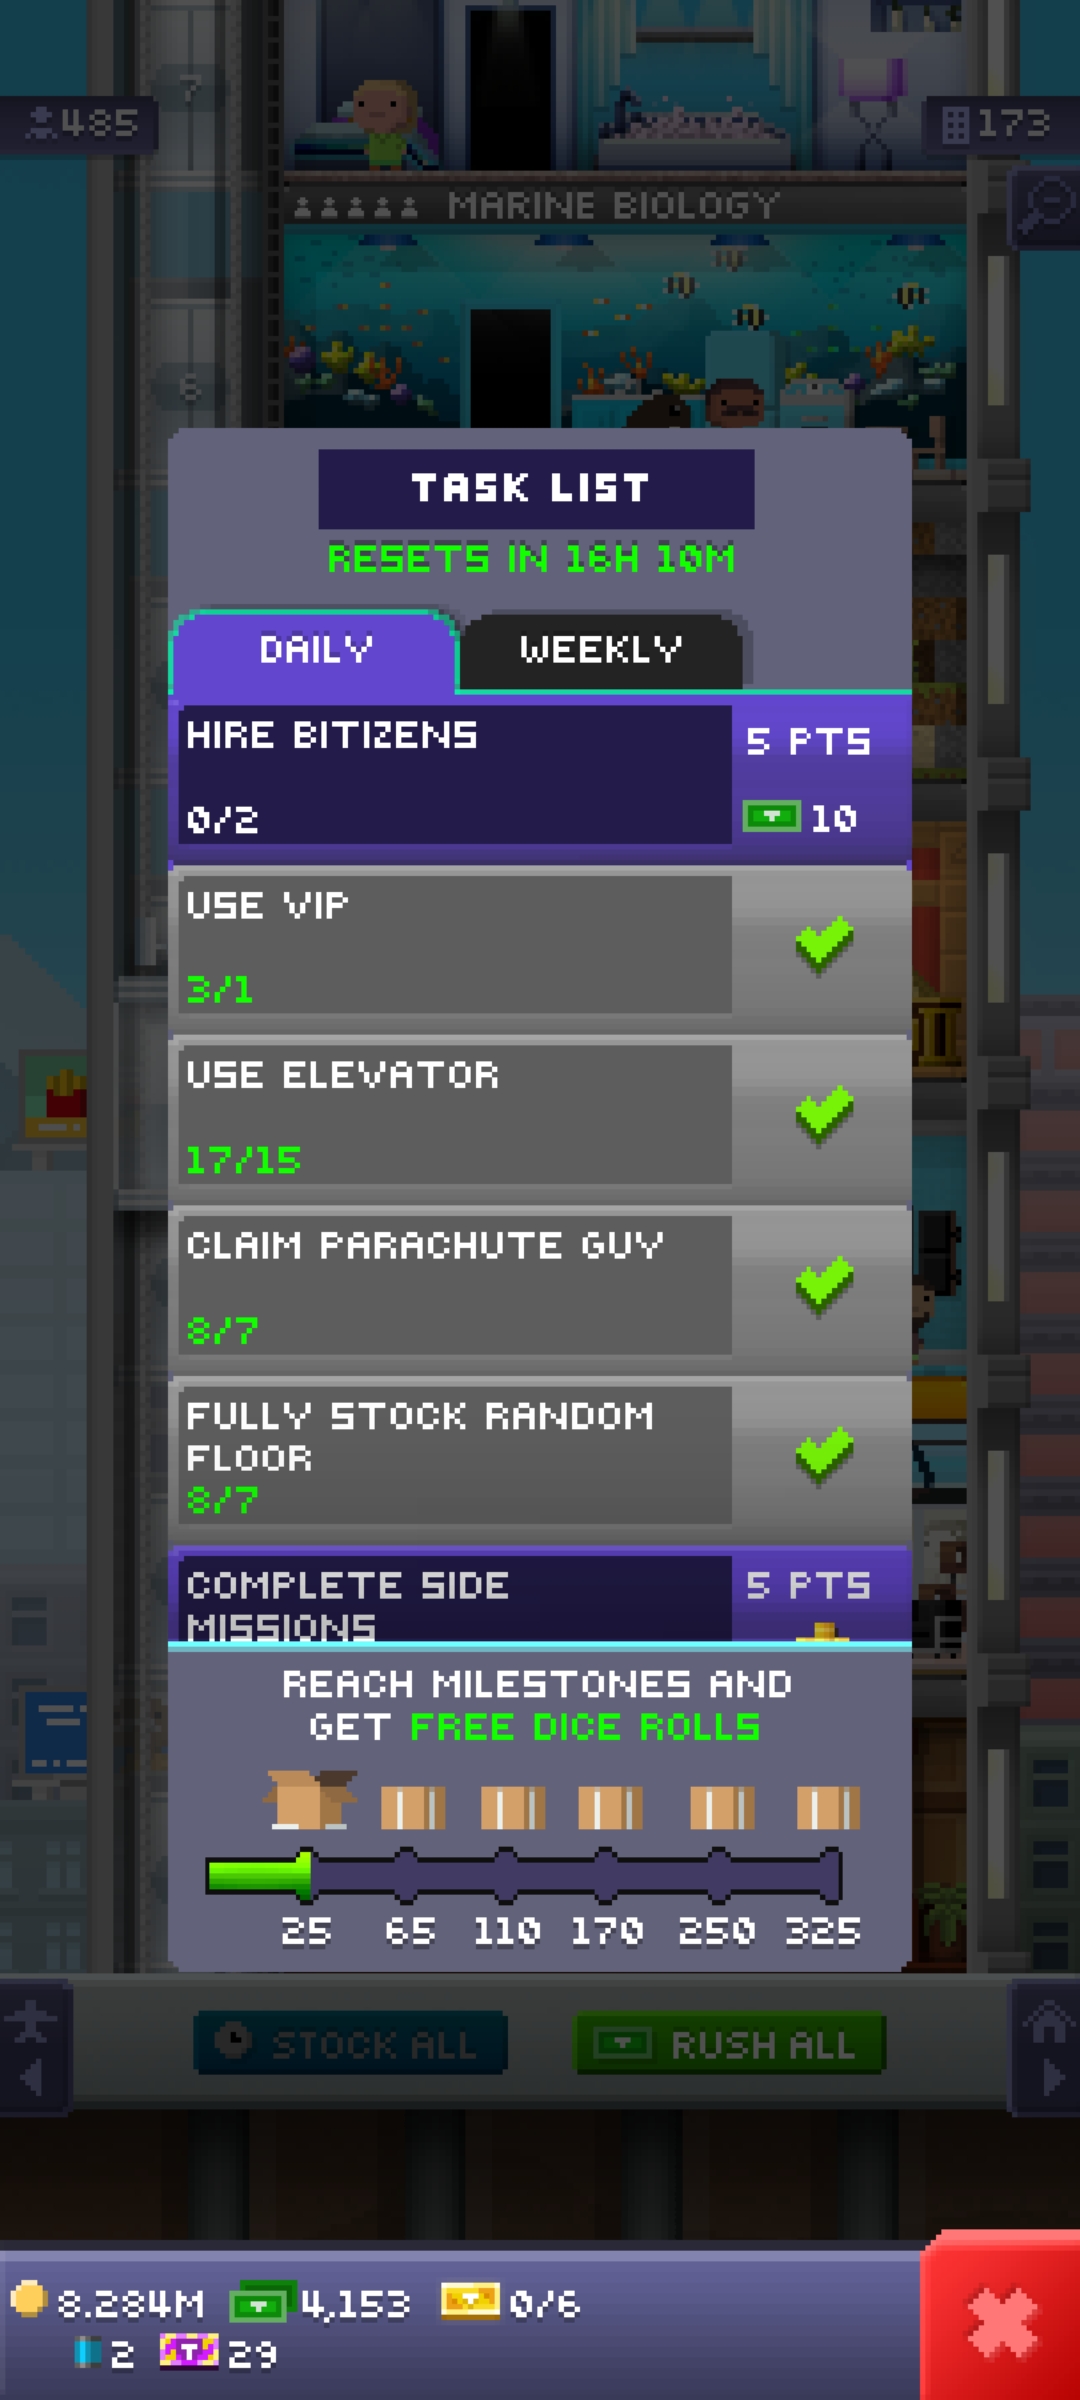 7
485
173
MARINE BIOLOGY
6
TASK LIST
RESETS IN 16H 10M
DAILY
WEEKLY
HIRE BITIZENS
5 PTS
0/2
10
USE VIP
3/1
USE ELEVATOR
17/15
CLAIM PARACHUTE GUY
8/7
FULLY STOCK RANDOM
FLOOR
8/7
COMPLETE SIDE
5 PTS
MISSIONS
REACH MILESTONES AND
GET FREE DICE ROLLS
25 65 110 170 250 325
STOCK ALL
RUSH ALL
8.284M 4,153 0/6
2 29